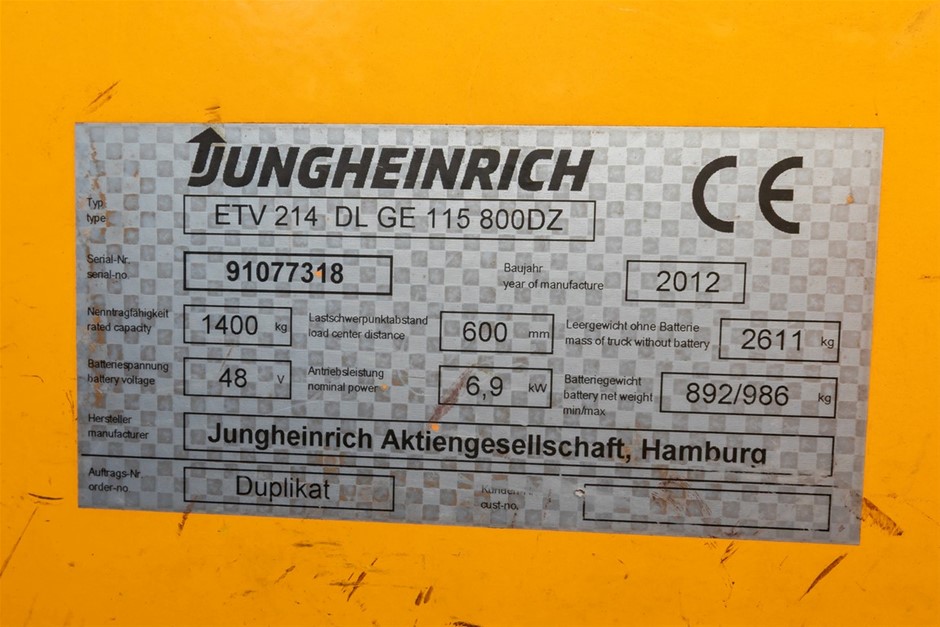 JUNGHEINRICH
CE
Typ
type
ETV 214 DL GE 115 800DZ
Serial-Nr.
serial-no.
91077318
Baujahr
year of manufacture
2012
Nenntragfähigkeit
rated capacity
1400 kg
Lastschwerpunktabstand
load center distance
600 mm
Leergewicht ohne Batterie
mass of truck without battery
2611 kg
Batteriespannung
battery voltage
48 V
Antriebsleistung
nominal power
6,9 kW
Batteriegewicht
battery net weight
min/max
892/986 kg
Hersteller
manufacturer
Jungheinrich Aktiengesellschaft, Hamburg
Auftrags-Nr.
order-no
Duplikat
cust-no.